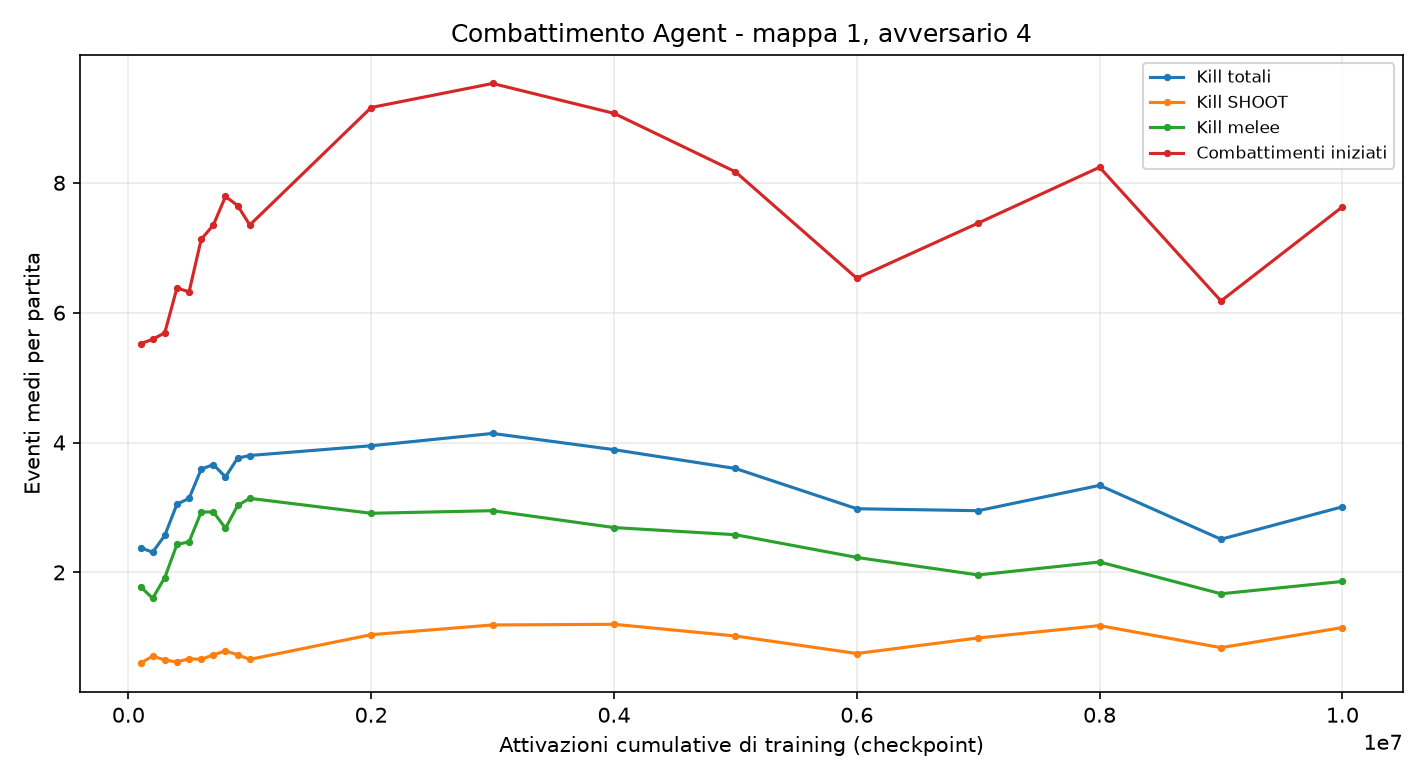 Combattimento Agent - mappa 1, avversario 4
Kill totali
Kill SHOOT
Kill melee
Combattimenti iniziati
Eventi medi per partita
8
6
4
2
0.0 0.2 0.4 0.6 0.8 1.0
1e7
Attivazioni cumulative di training (checkpoint)